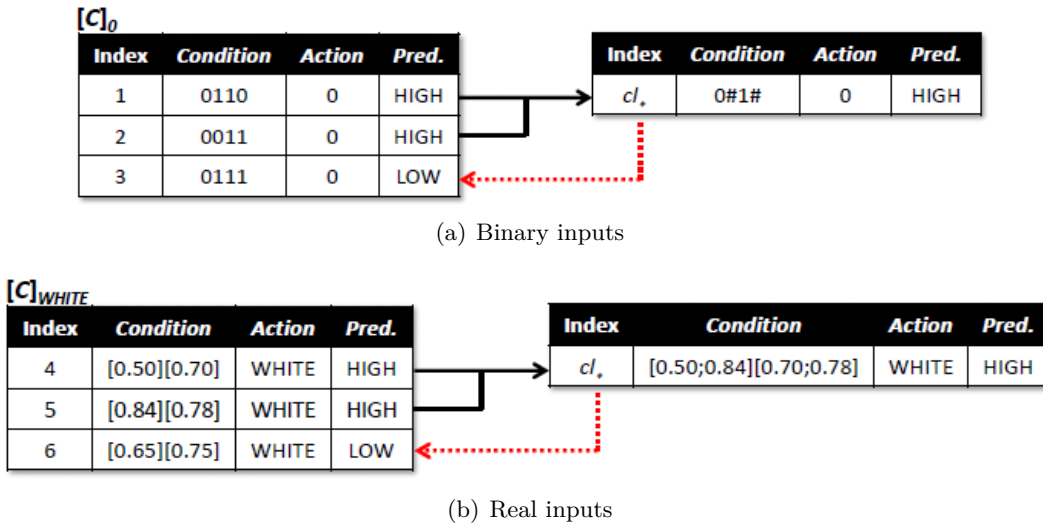 [C]0
Index Condition Action Pred.
1 0110 0 HIGH
2 0011 0 HIGH
3 0111 0 LOW
Index Condition Action Pred.
cl+ 0#1# 0 HIGH
(a) Binary inputs
[C]WHITE
Index Condition Action Pred.
4 [0.50][0.70] WHITE HIGH
5 [0.84][0.78] WHITE HIGH
6 [0.65][0.75] WHITE LOW
Index Condition Action Pred.
cl+ [0.50;0.84][0.70;0.78] WHITE HIGH
(b) Real inputs